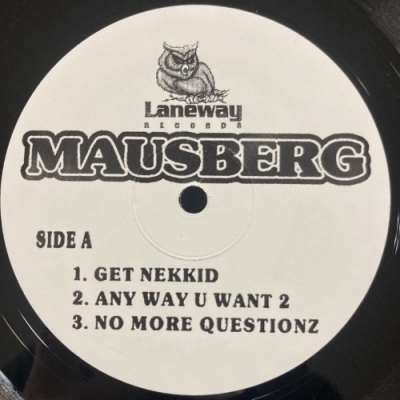 Laneway
RECORDS
MAUSBERG
SIDE A
1. GET NEKKID
2. ANY WAY U WANT 2
3. NO MORE QUESTIONZ